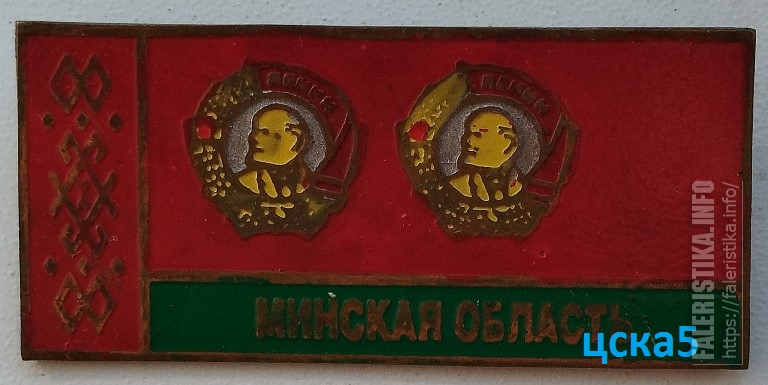 ЛЕНИН ЛЕНИН
МИНСКАЯ ОБЛАСТЬ
цска5
FALERISTIKA.INFO
https://faleristika.info/